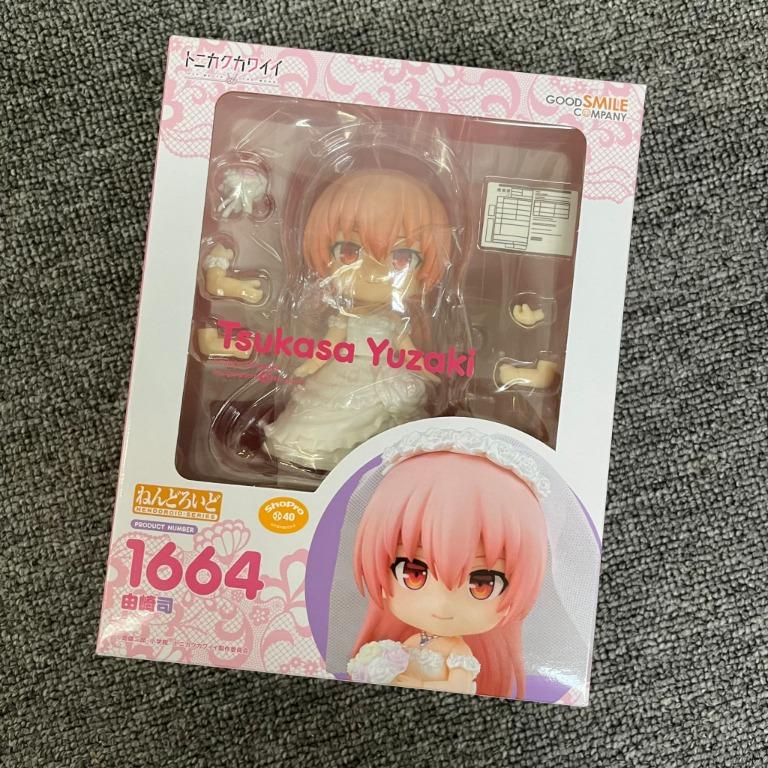 トニカクカワイイ
GOOD SMILE
COMPANY
Tsukasa Yuzaki
ねんどろいど
NENDOROID SERIES
PRODUCT NUMBER
1664
由崎司
ShoPro
40